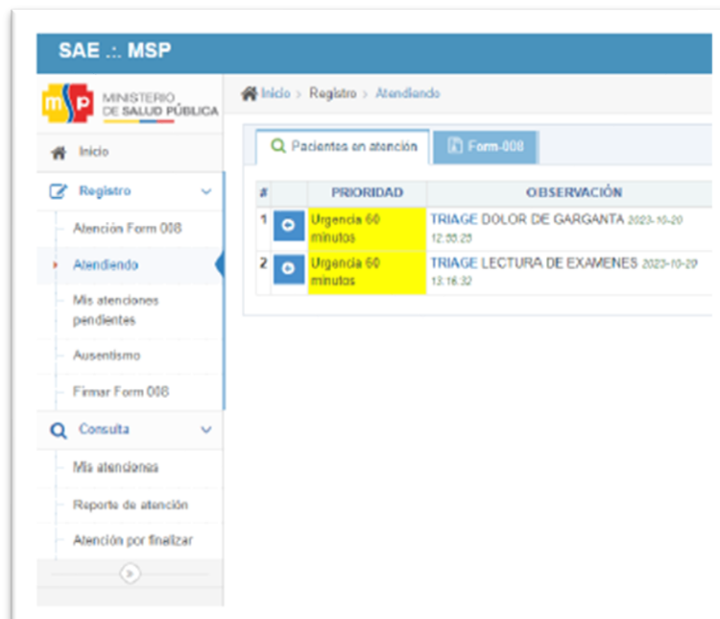 SAE .:. MSP
msp MINISTERIO
DE SALUD PÚBLICA
Inicio > Registro > Atendiendo
Inicio
Registro
Atención Form 008
Atendiendo
Mis atenciones
pendientes
Ausentismo
Firmar Form 008
Consulta
Mis atenciones
Reporte de atención
Atención por finalizar
Pacientes en atención
Form-008
# PRIORIDAD OBSERVACIÓN
1 Urgencia 60 TRIAGE DOLOR DE GARGANTA 2023-10-20
minutos 12:55:25
2 Urgencia 60 TRIAGE LECTURA DE EXAMENES 2023-10-20
minutos 13:16:32